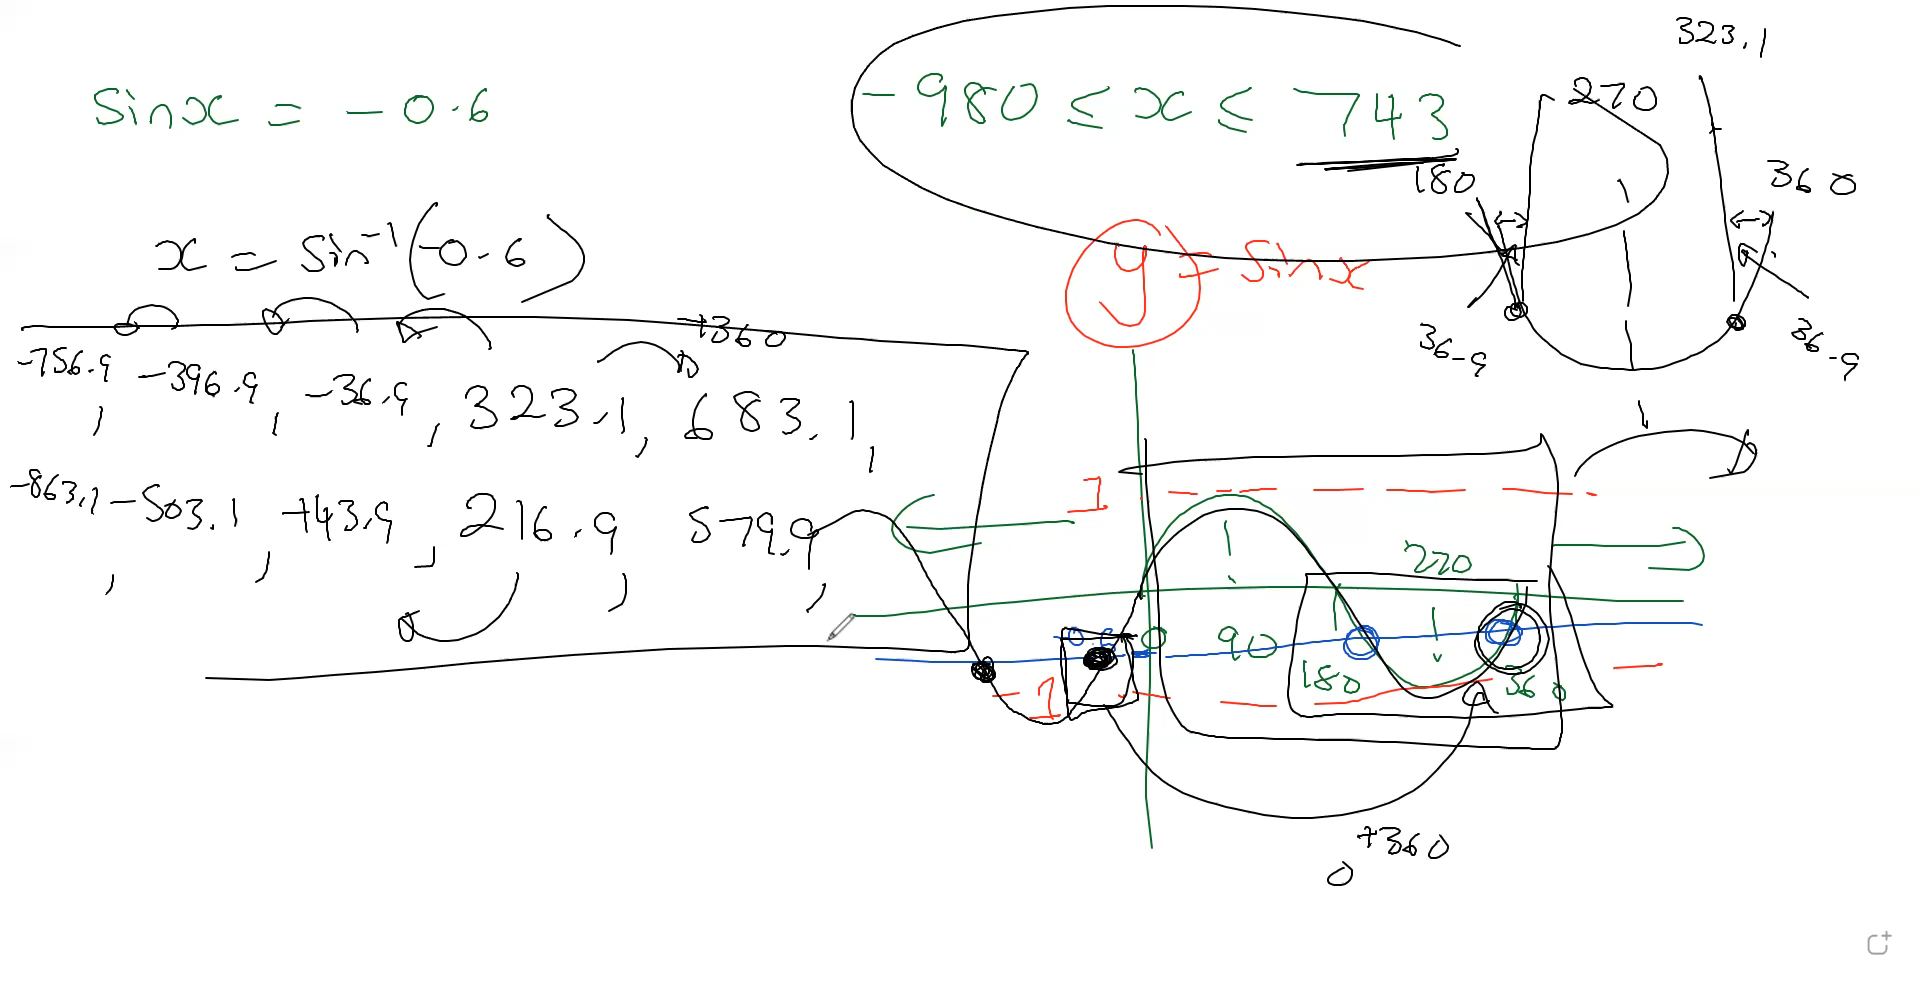 323.1
sinx = -0.6
-980 ≤ x ≤ 743
270
180
360
x = sin⁻¹(-0.6)
y = sinx
+360
36.9
36.9
-756.9, -396.9, -36.9, 323.1, 683.1,
-863.1, -503.1, -143.9, 216.9, 579.9,
1
270
0
90
180
360
-1
+360